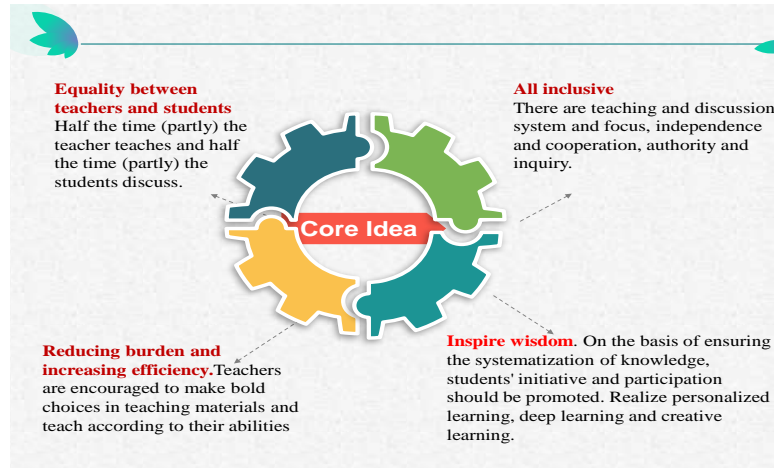 Equality between
teachers and students
Half the time (partly) the
teacher teaches and half
the time (partly) the
students discuss.
All inclusive
There are teaching and discussion
system and focus, independence
and cooperation, authority and
inquiry.
Core Idea
Reducing burden and
increasing efficiency.Teachers
are encouraged to make bold
choices in teaching materials and
teach according to their abilities
Inspire wisdom. On the basis of ensuring
the systematization of knowledge,
students' initiative and participation
should be promoted. Realize personalized
learning, deep learning and creative
learning.